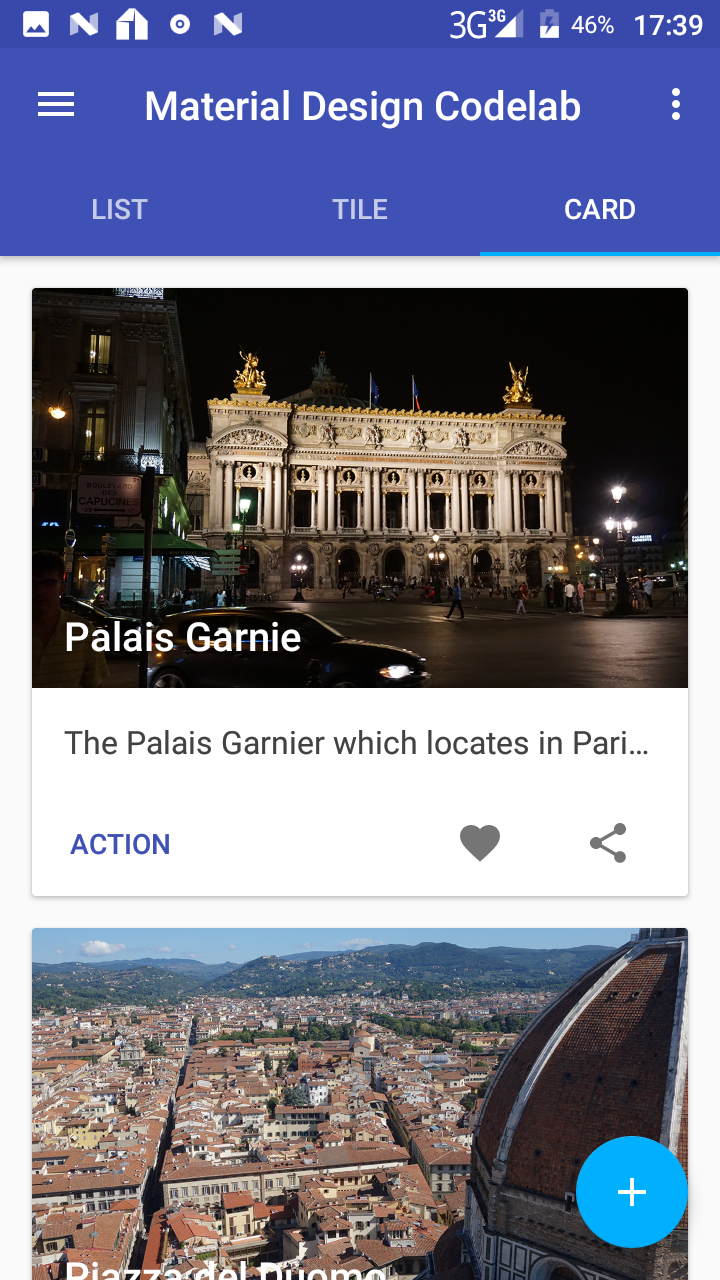 3G 3G 46% 17:39
Material Design Codelab
LIST TILE CARD
BOULEVARD
DES
CAPUCINES
Palais Garnie
The Palais Garnier which locates in Pari…
ACTION
Piazza del Duomo